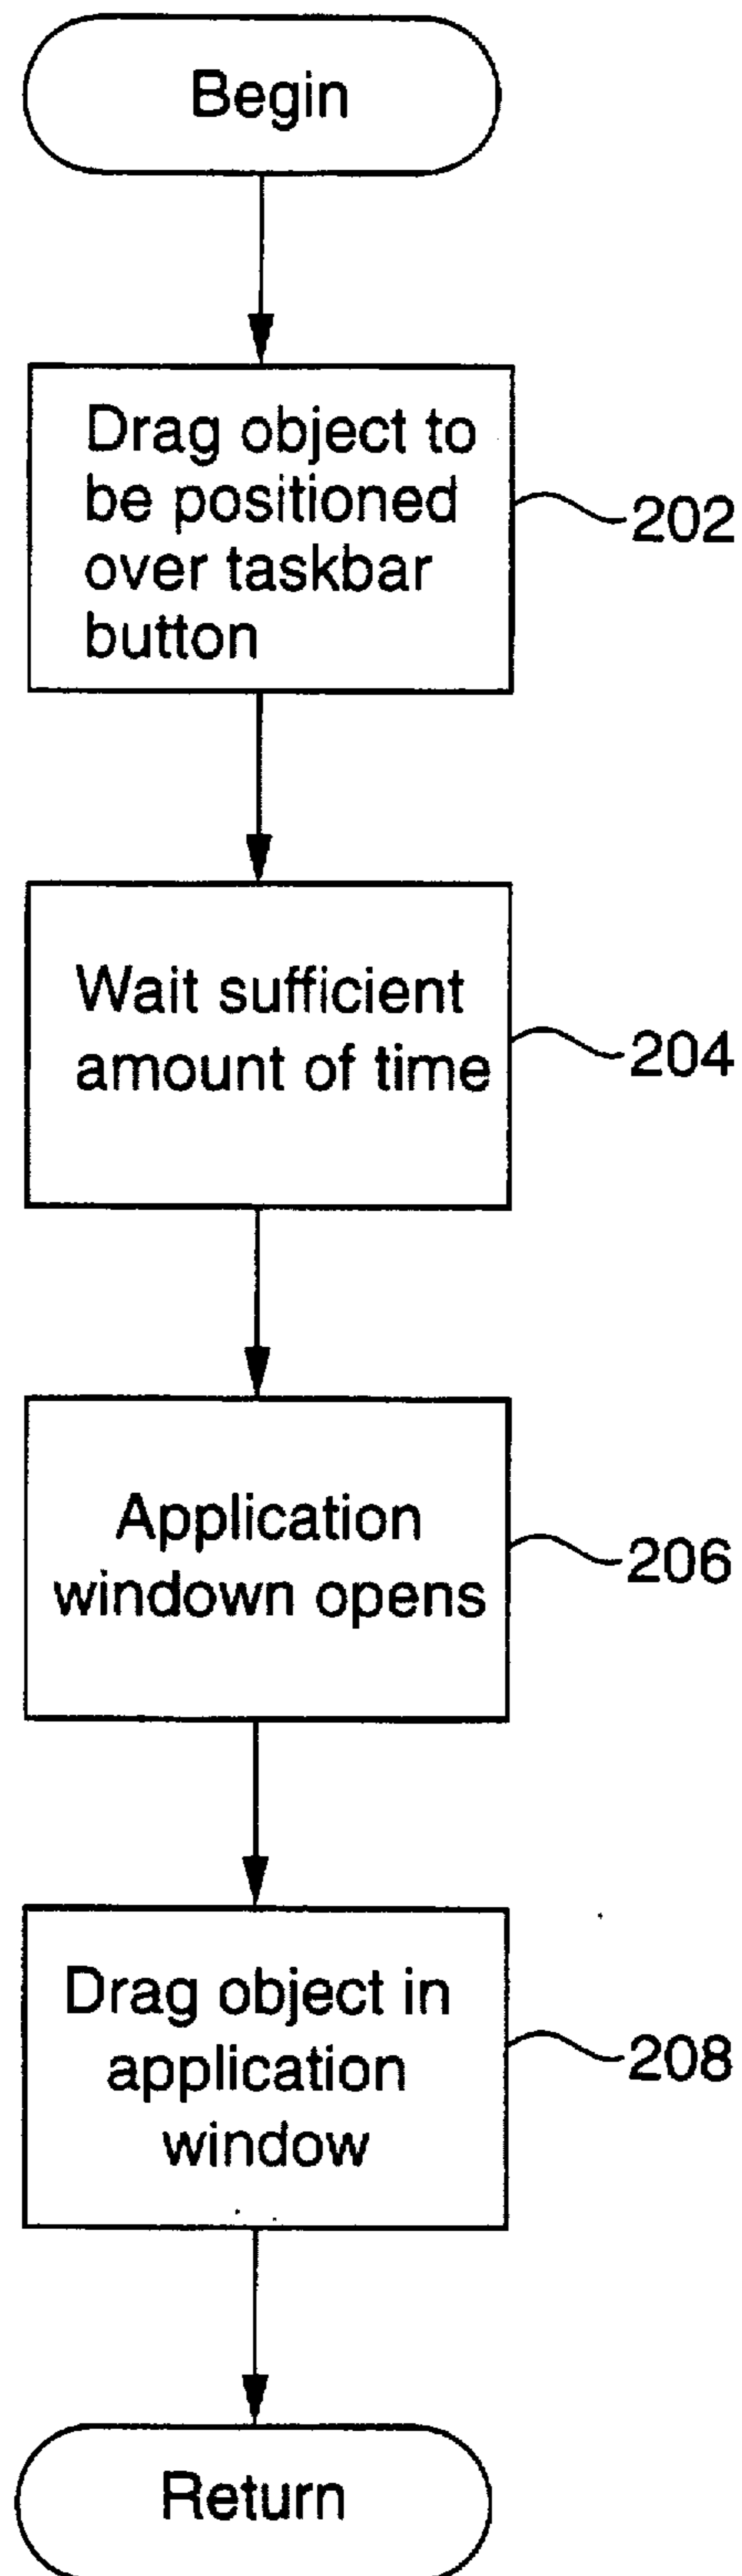 Begin
Drag object to
be positioned
over taskbar
button
202
Wait sufficient
amount of time
204
Application
windown opens
206
Drag object in
application
window
208
Return